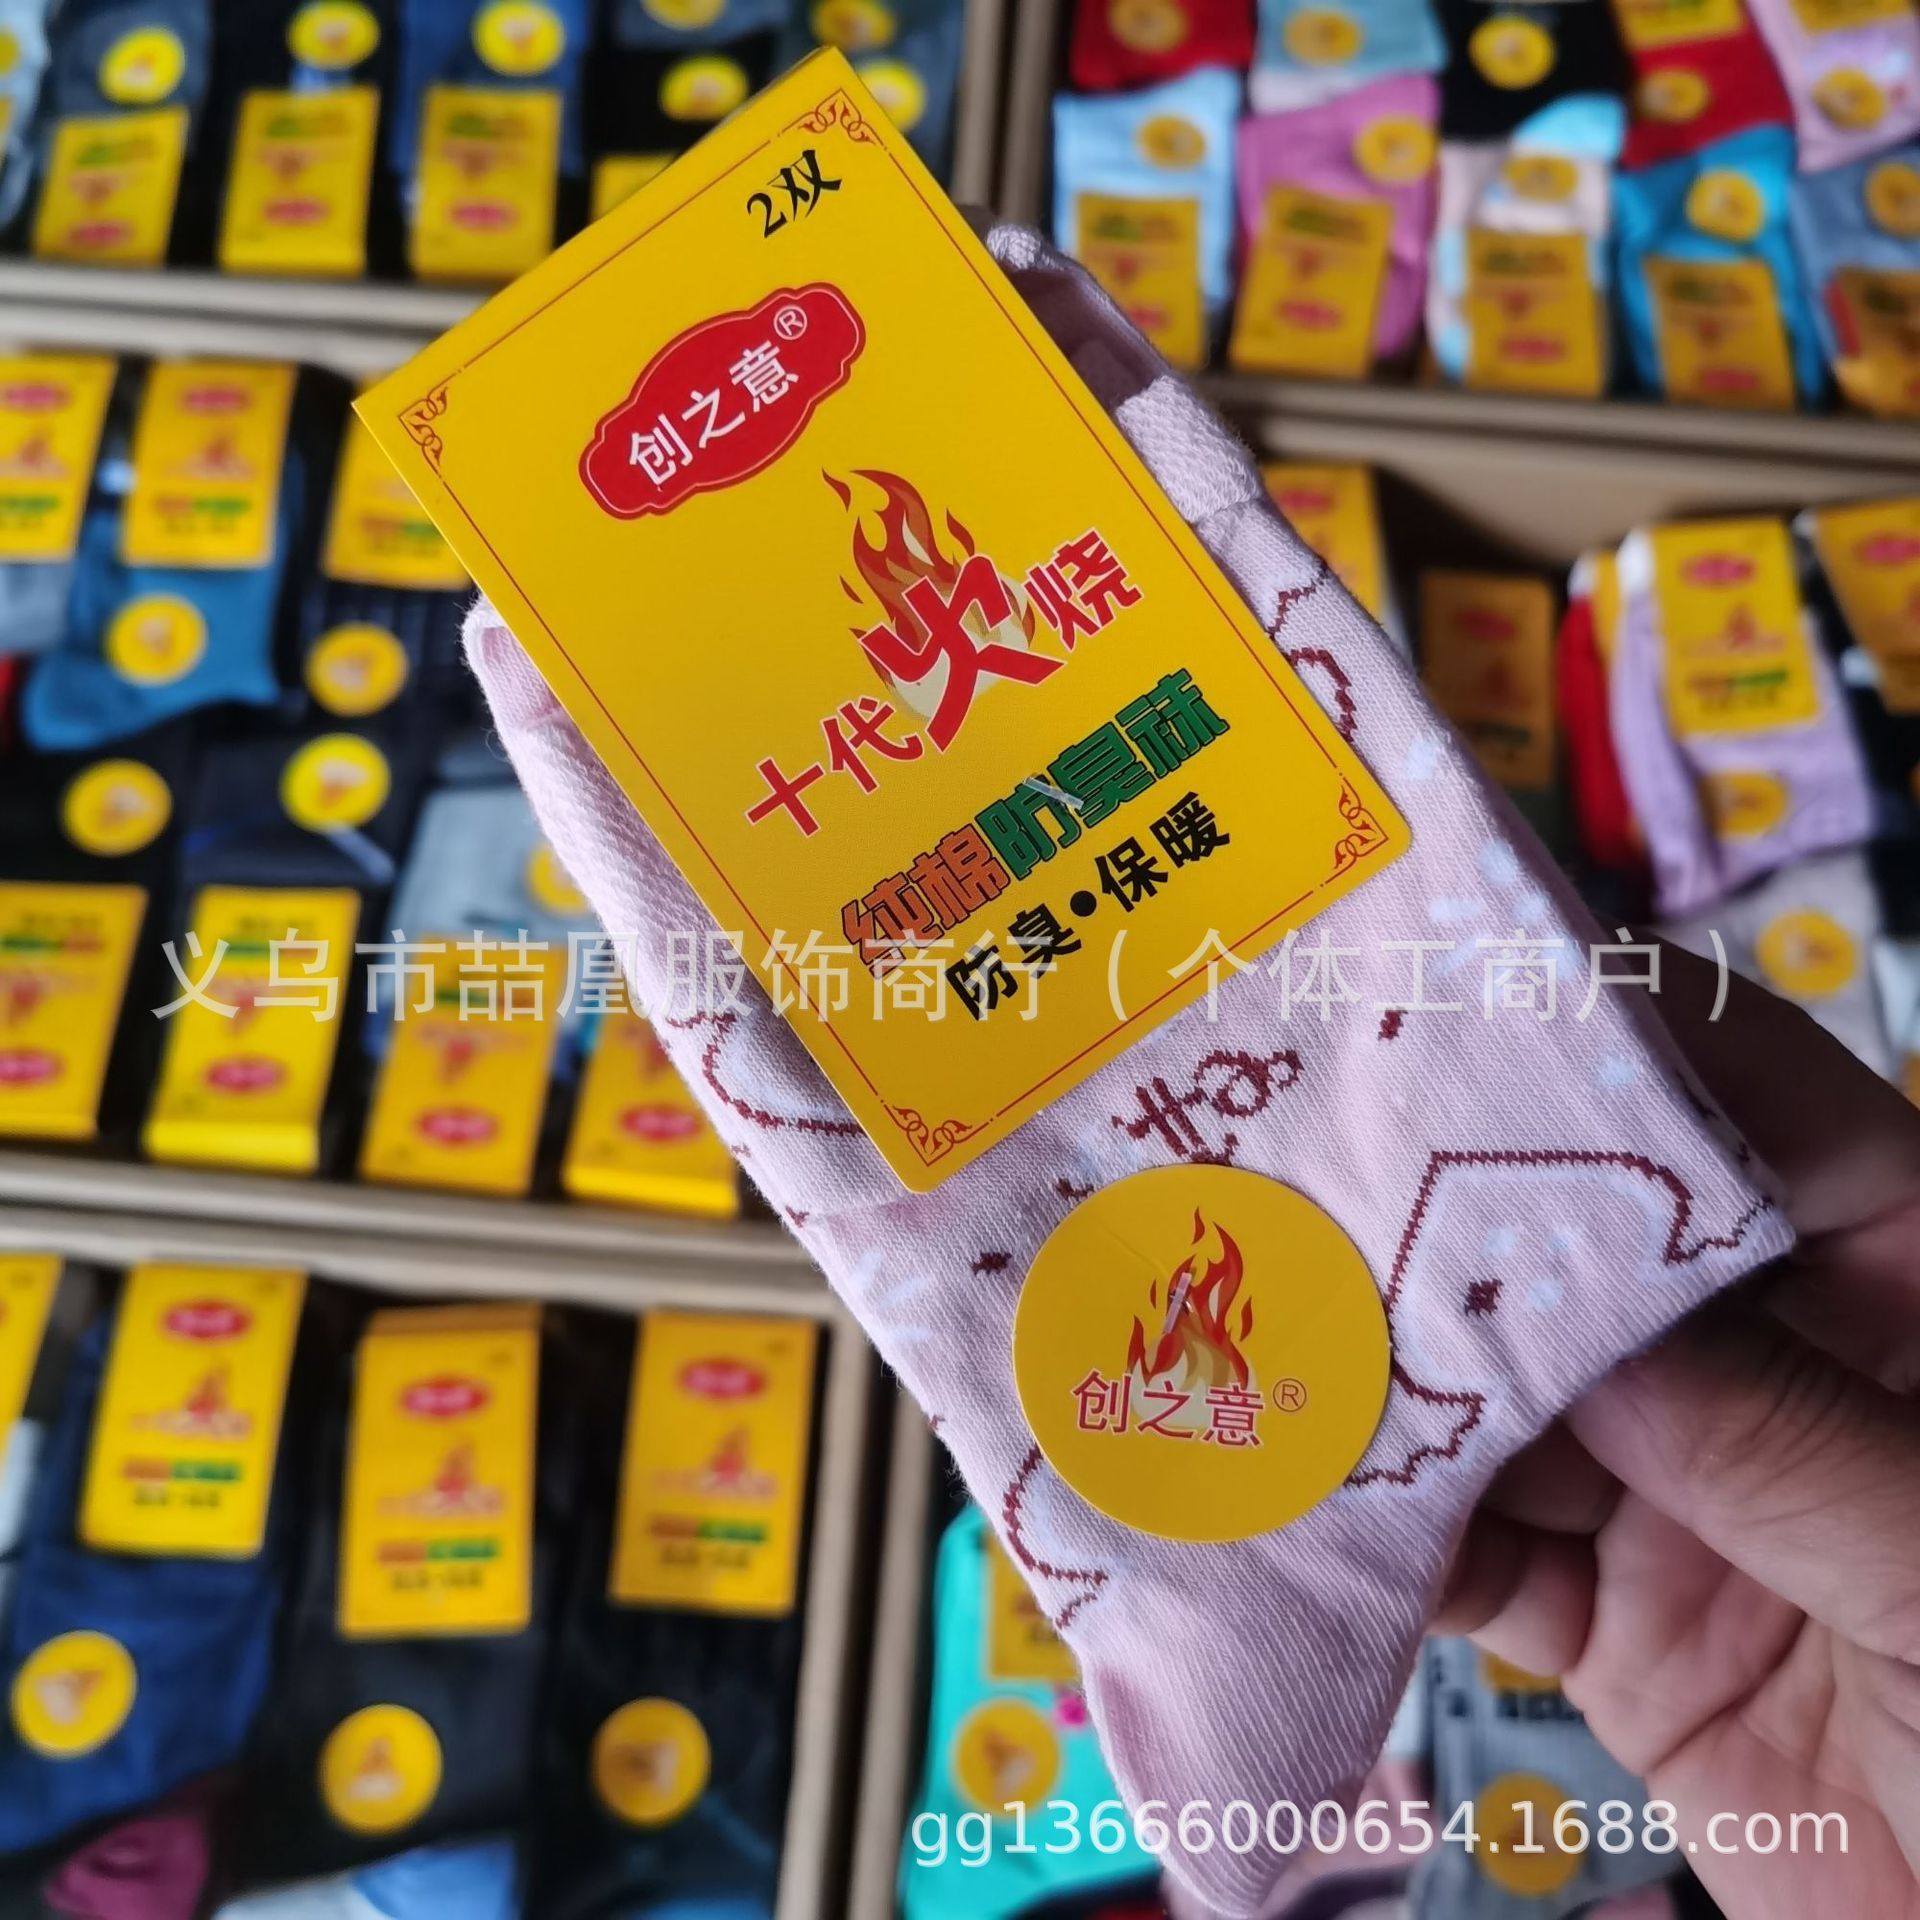 2双
创之意®
十代火烧
纯棉防臭袜
防臭•保暖
义乌市喆凰服饰商行（个体工商户）
创之意®
gg13666000654.1688.com